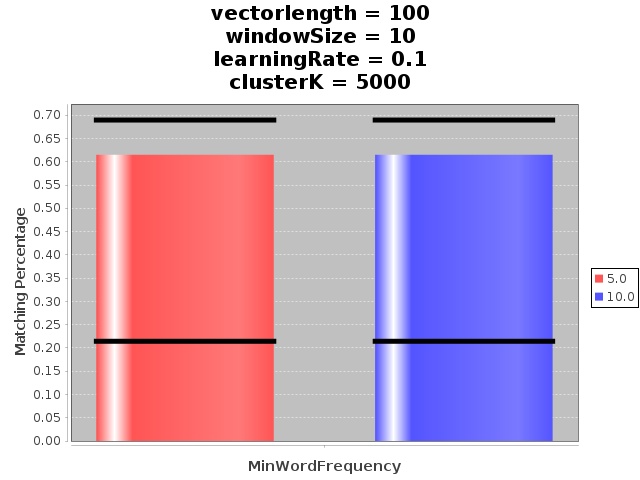 vectorlength = 100
windowSize = 10
learningRate = 0.1
clusterK = 5000
Matching Percentage
0.70
0.65
0.60
0.55
0.50
0.45
0.40
0.35
0.30
0.25
0.20
0.15
0.10
0.05
0.00
5.0
10.0
MinWordFrequency